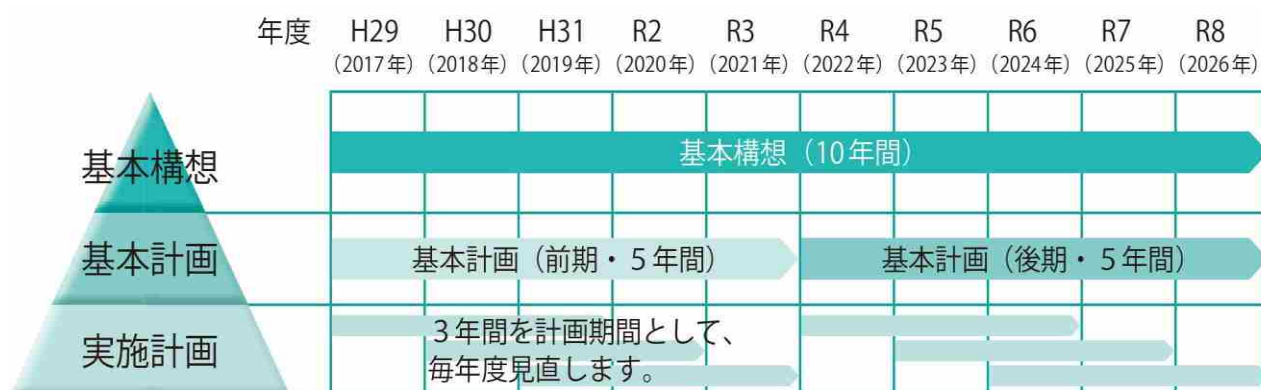 年度 H29 H30 H31 R2 R3 R4 R5 R6 R7 R8
(2017年) (2018年) (2019年) (2020年) (2021年) (2022年) (2023年) (2024年) (2025年) (2026年)
基本構想
基本構想（10年間）
基本計画
基本計画（前期・５年間） 基本計画（後期・５年間）
実施計画
３年間を計画期間として、
毎年度見直します。